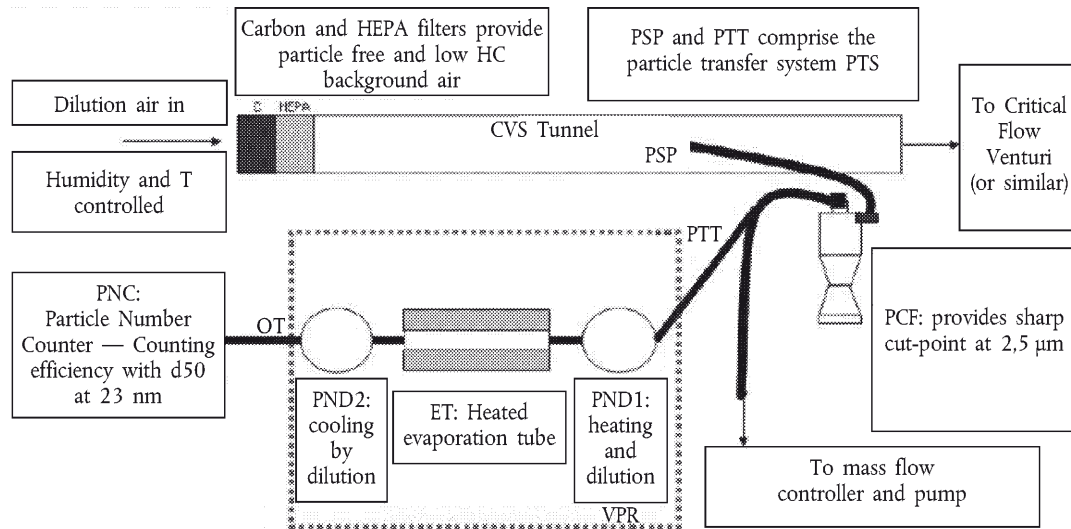 Carbon and HEPA filters provide
particle free and low HC
background air
PSP and PTT comprise the
particle transfer system PTS
Dilution air in
C HEPA
CVS Tunnel
PSP
To Critical
Flow
Venturi
(or similar)
Humidity and T
controlled
PTT
PNC:
Particle Number
Counter — Counting
efficiency with d50
at 23 nm
OT
PCF: provides sharp
cut-point at 2,5 µm
PND2:
cooling
by
dilution
ET: Heated
evaporation tube
PND1:
heating
and
dilution
VPR
To mass flow
controller and pump